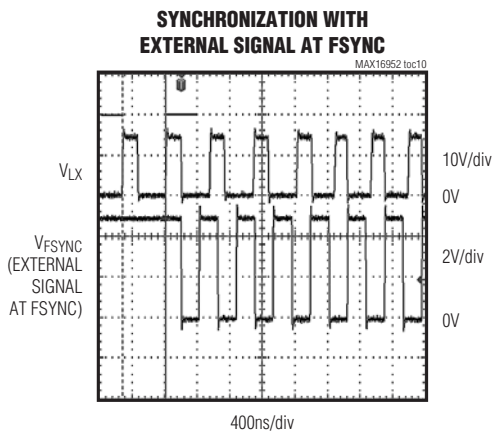 SYNCHRONIZATION WITH
EXTERNAL SIGNAL AT FSYNC
MAX16952 toc10
VLX
10V/div
0V
VFSYNC
(EXTERNAL
SIGNAL
AT FSYNC)
2V/div
0V
400ns/div